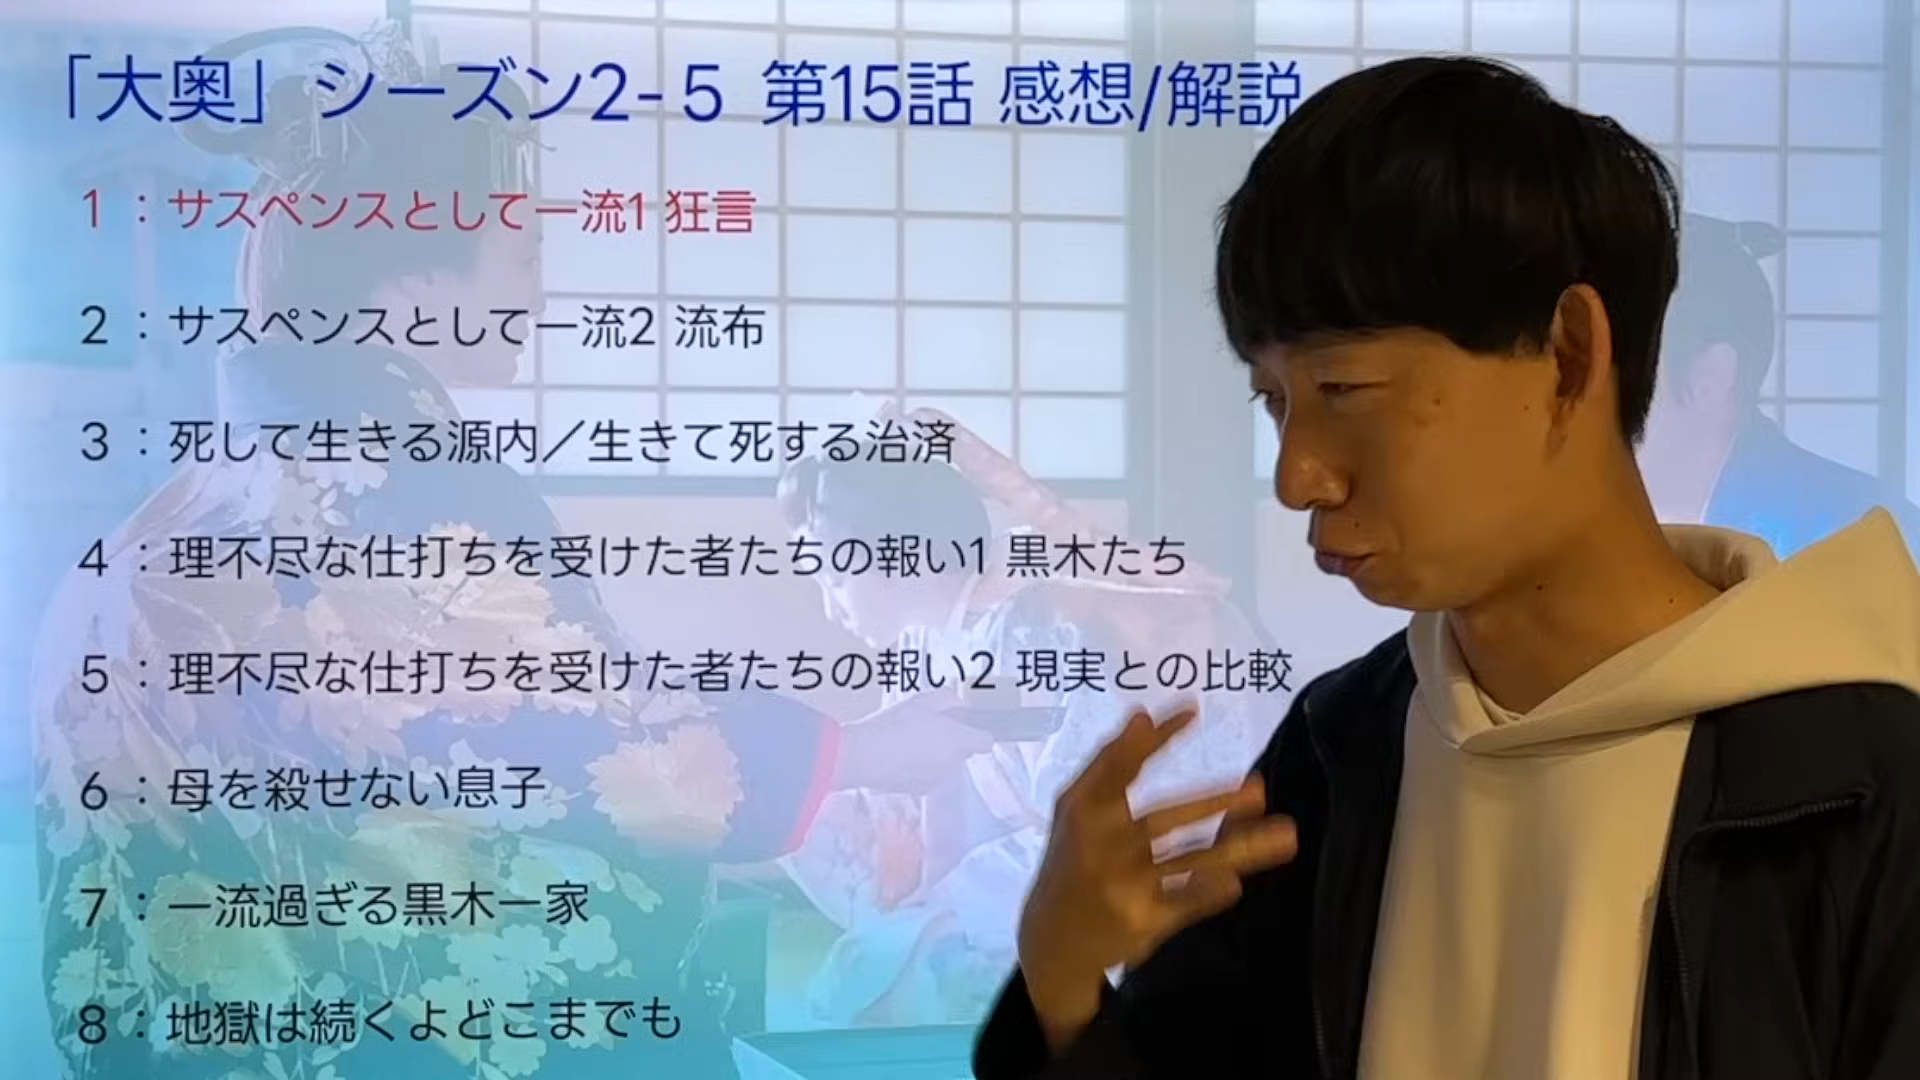 「大奥」シーズン2-5 第15話 感想/解説
1:サスペンスとして一流1 狂言
2:サスペンスとして一流2 流布
3:死して生きる源内／生きて死する治済
4:理不尽な仕打ちを受けた者たちの報い1 黒木たち
5:理不尽な仕打ちを受けた者たちの報い2 現実との比較
6:母を殺せない息子
7:一流過ぎる黒木一家
8:地獄は続くよどこまでも